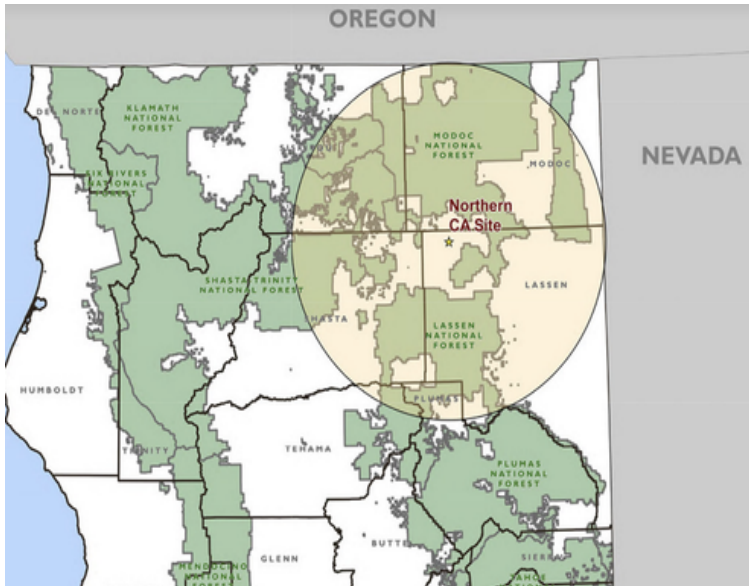 OREGON
NEVADA
DEL NORTE
KLAMATH
NATIONAL
FOREST
SIX RIVERS
NATIONAL
FOREST
MODOC
NATIONAL
FOREST
MODOC
Northern
CA Site
SHASTA TRINITY
NATIONAL FOREST
SHASTA
LASSEN
LASSEN
NATIONAL
FOREST
HUMBOLDT
PLUMAS
TRINITY
TEHAMA
PLUMAS
NATIONAL
FOREST
MENDOCINO
NATIONAL
GLENN
BUTTE
SIERRA
TAHOE